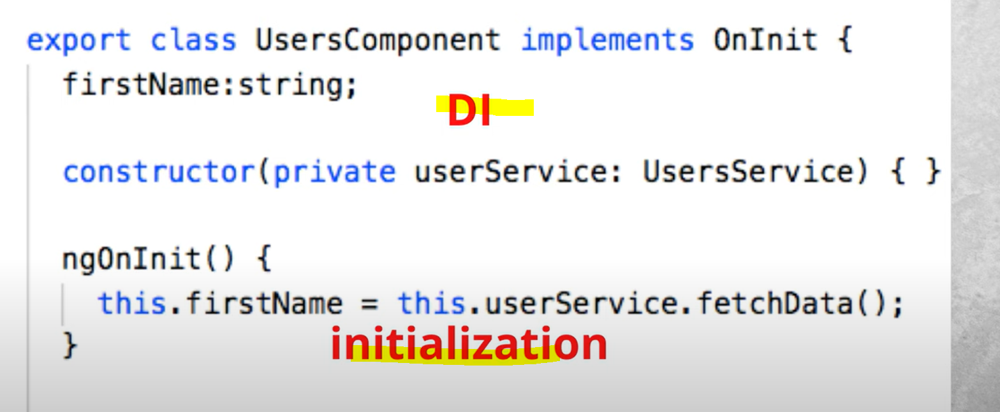 export class UsersComponent implements OnInit {
firstName:string;
DI
constructor(private userService: UsersService) { }
ngOnInit() {
this.firstName = this.userService.fetchData();
}
initialization